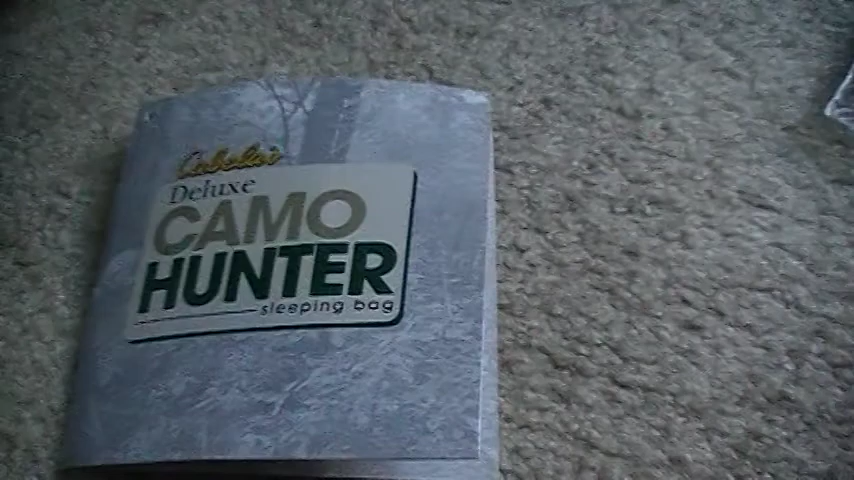 Cabela's
Deluxe
CAMO
HUNTER
sleeping bag